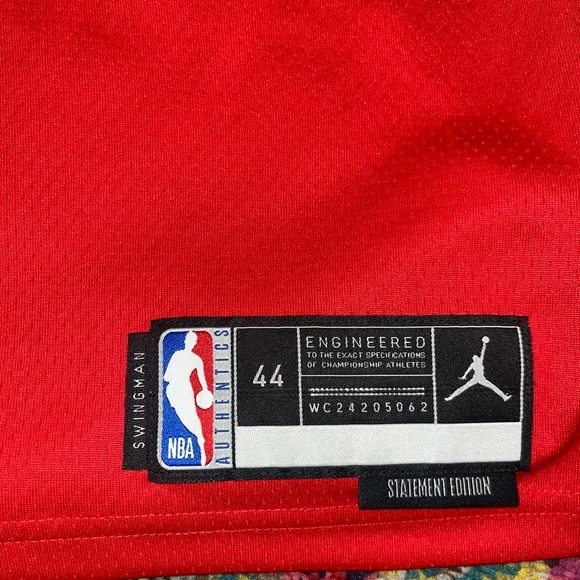 SWINGMAN
NBA
AUTHENTICS
44
ENGINEERED
TO THE EXACT SPECIFICATIONS
OF CHAMPIONSHIP ATHLETES
WC24205062
STATEMENT EDITION